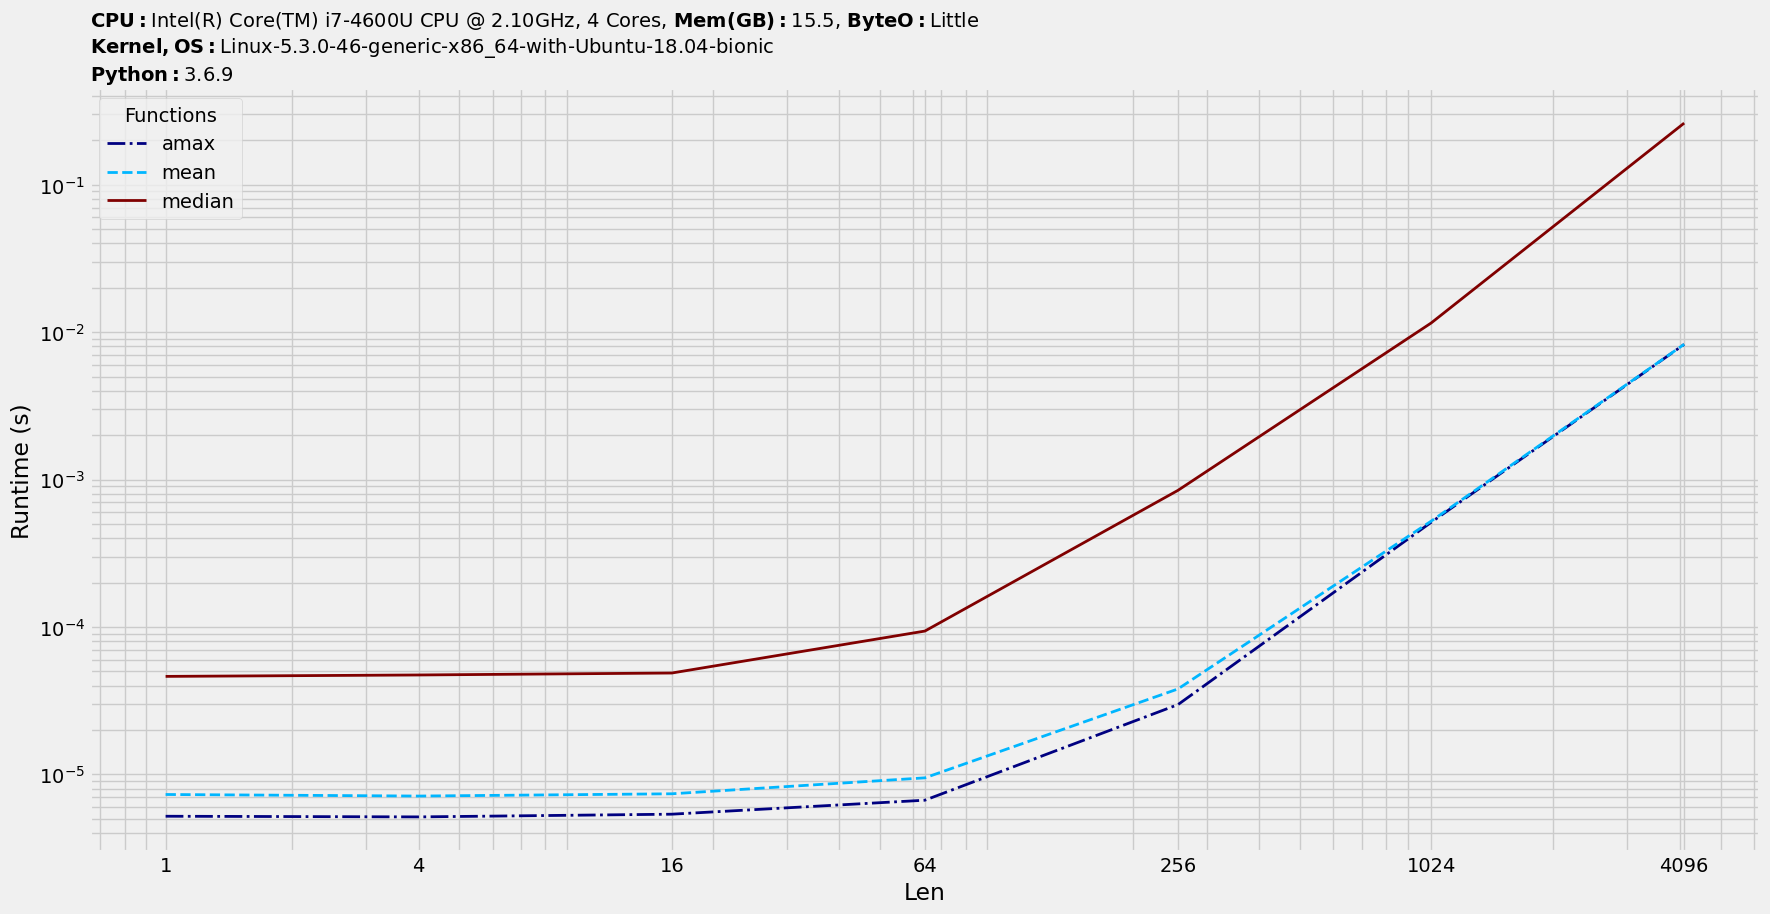 CPU: Intel(R) Core(TM) i7-4600U CPU @ 2.10GHz, 4 Cores, Mem(GB): 15.5, ByteO: Little
Kernel, OS: Linux-5.3.0-46-generic-x86_64-with-Ubuntu-18.04-bionic
Python: 3.6.9
Functions
amax
mean
median
10⁻¹
10⁻²
10⁻³
10⁻⁴
10⁻⁵
Runtime (s)
1 4 16 64 256 1024 4096
Len